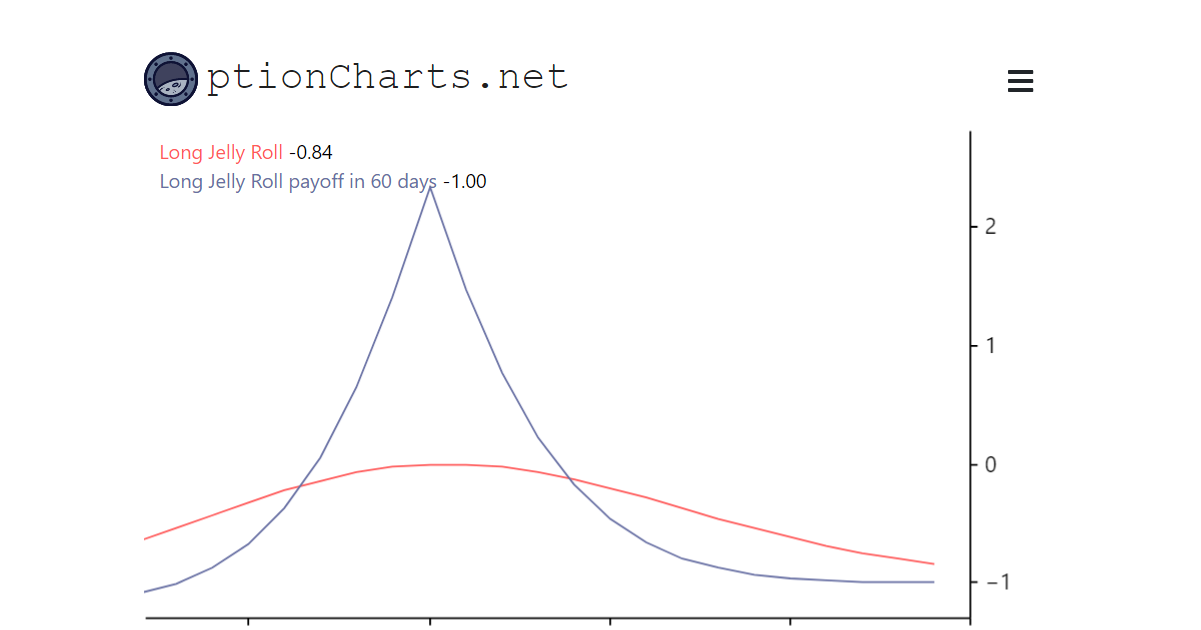 ptionCharts.net
Long Jelly Roll -0.84
Long Jelly Roll payoff in 60 days -1.00
2
1
0
−1